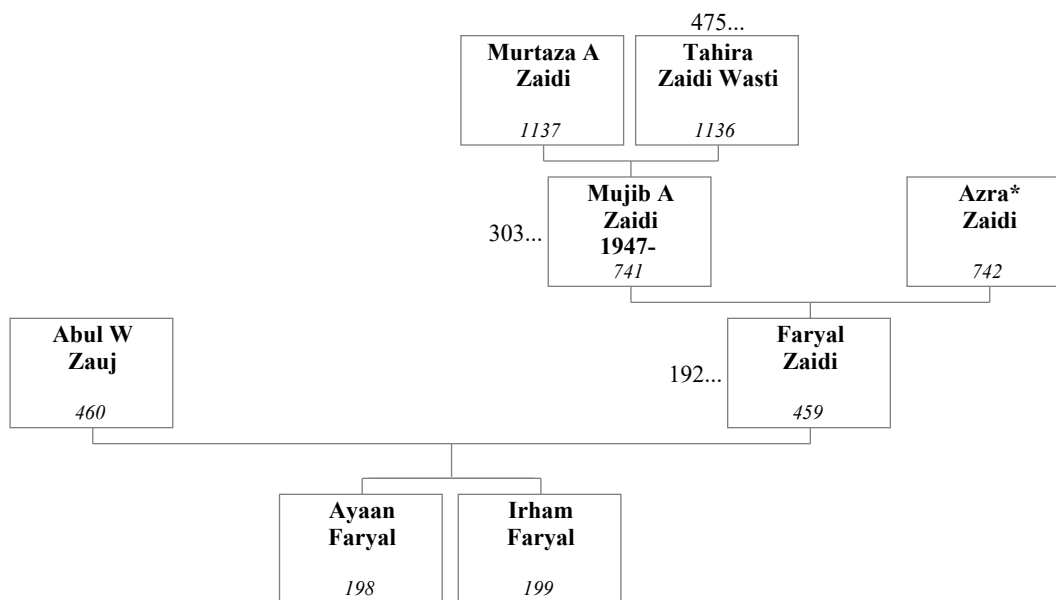 475...
Murtaza A
Zaidi
1137
Tahira
Zaidi Wasti
1136
303...
Mujib A
Zaidi
1947-
741
Azra*
Zaidi
742
Abul W
Zauj
460
192...
Faryal
Zaidi
459
Ayaan
Faryal
198
Irham
Faryal
199